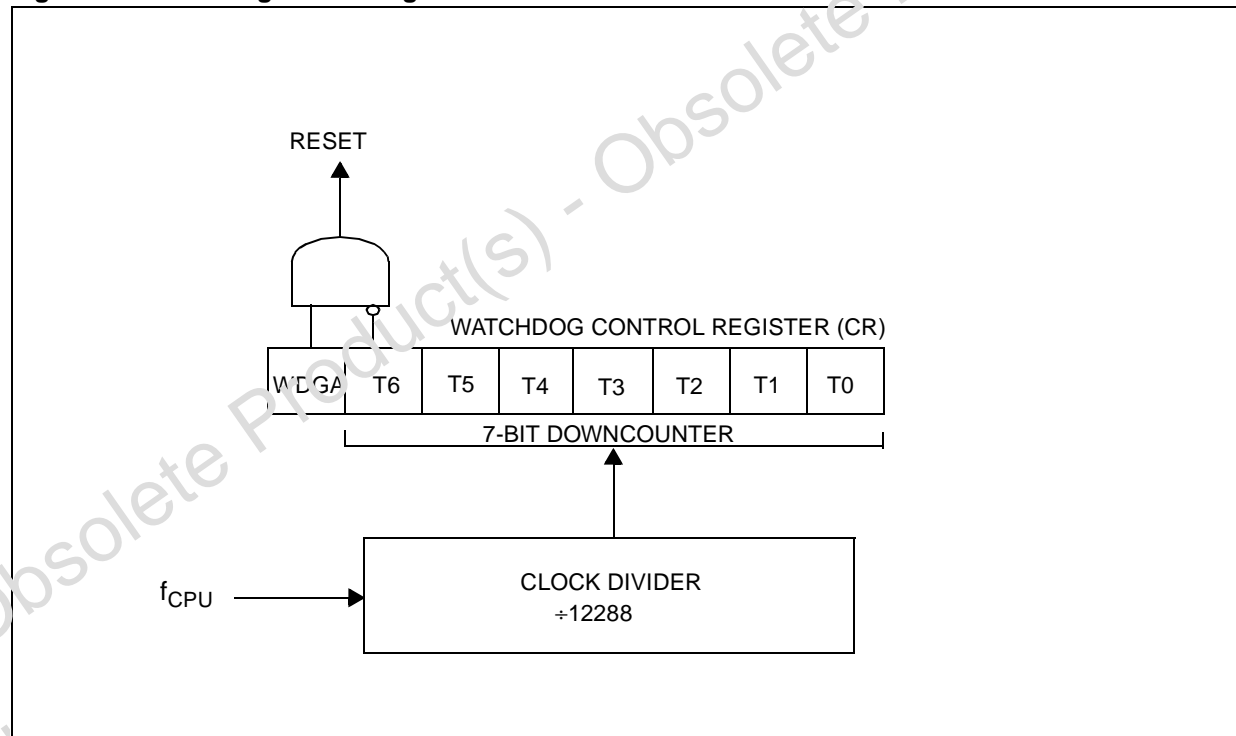 RESET
WATCHDOG CONTROL REGISTER (CR)
WDGA T6 T5 T4 T3 T2 T1 T0
7-BIT DOWNCOUNTER
fCPU
CLOCK DIVIDER
÷12288
Obsolete Product(s) - Obsolete